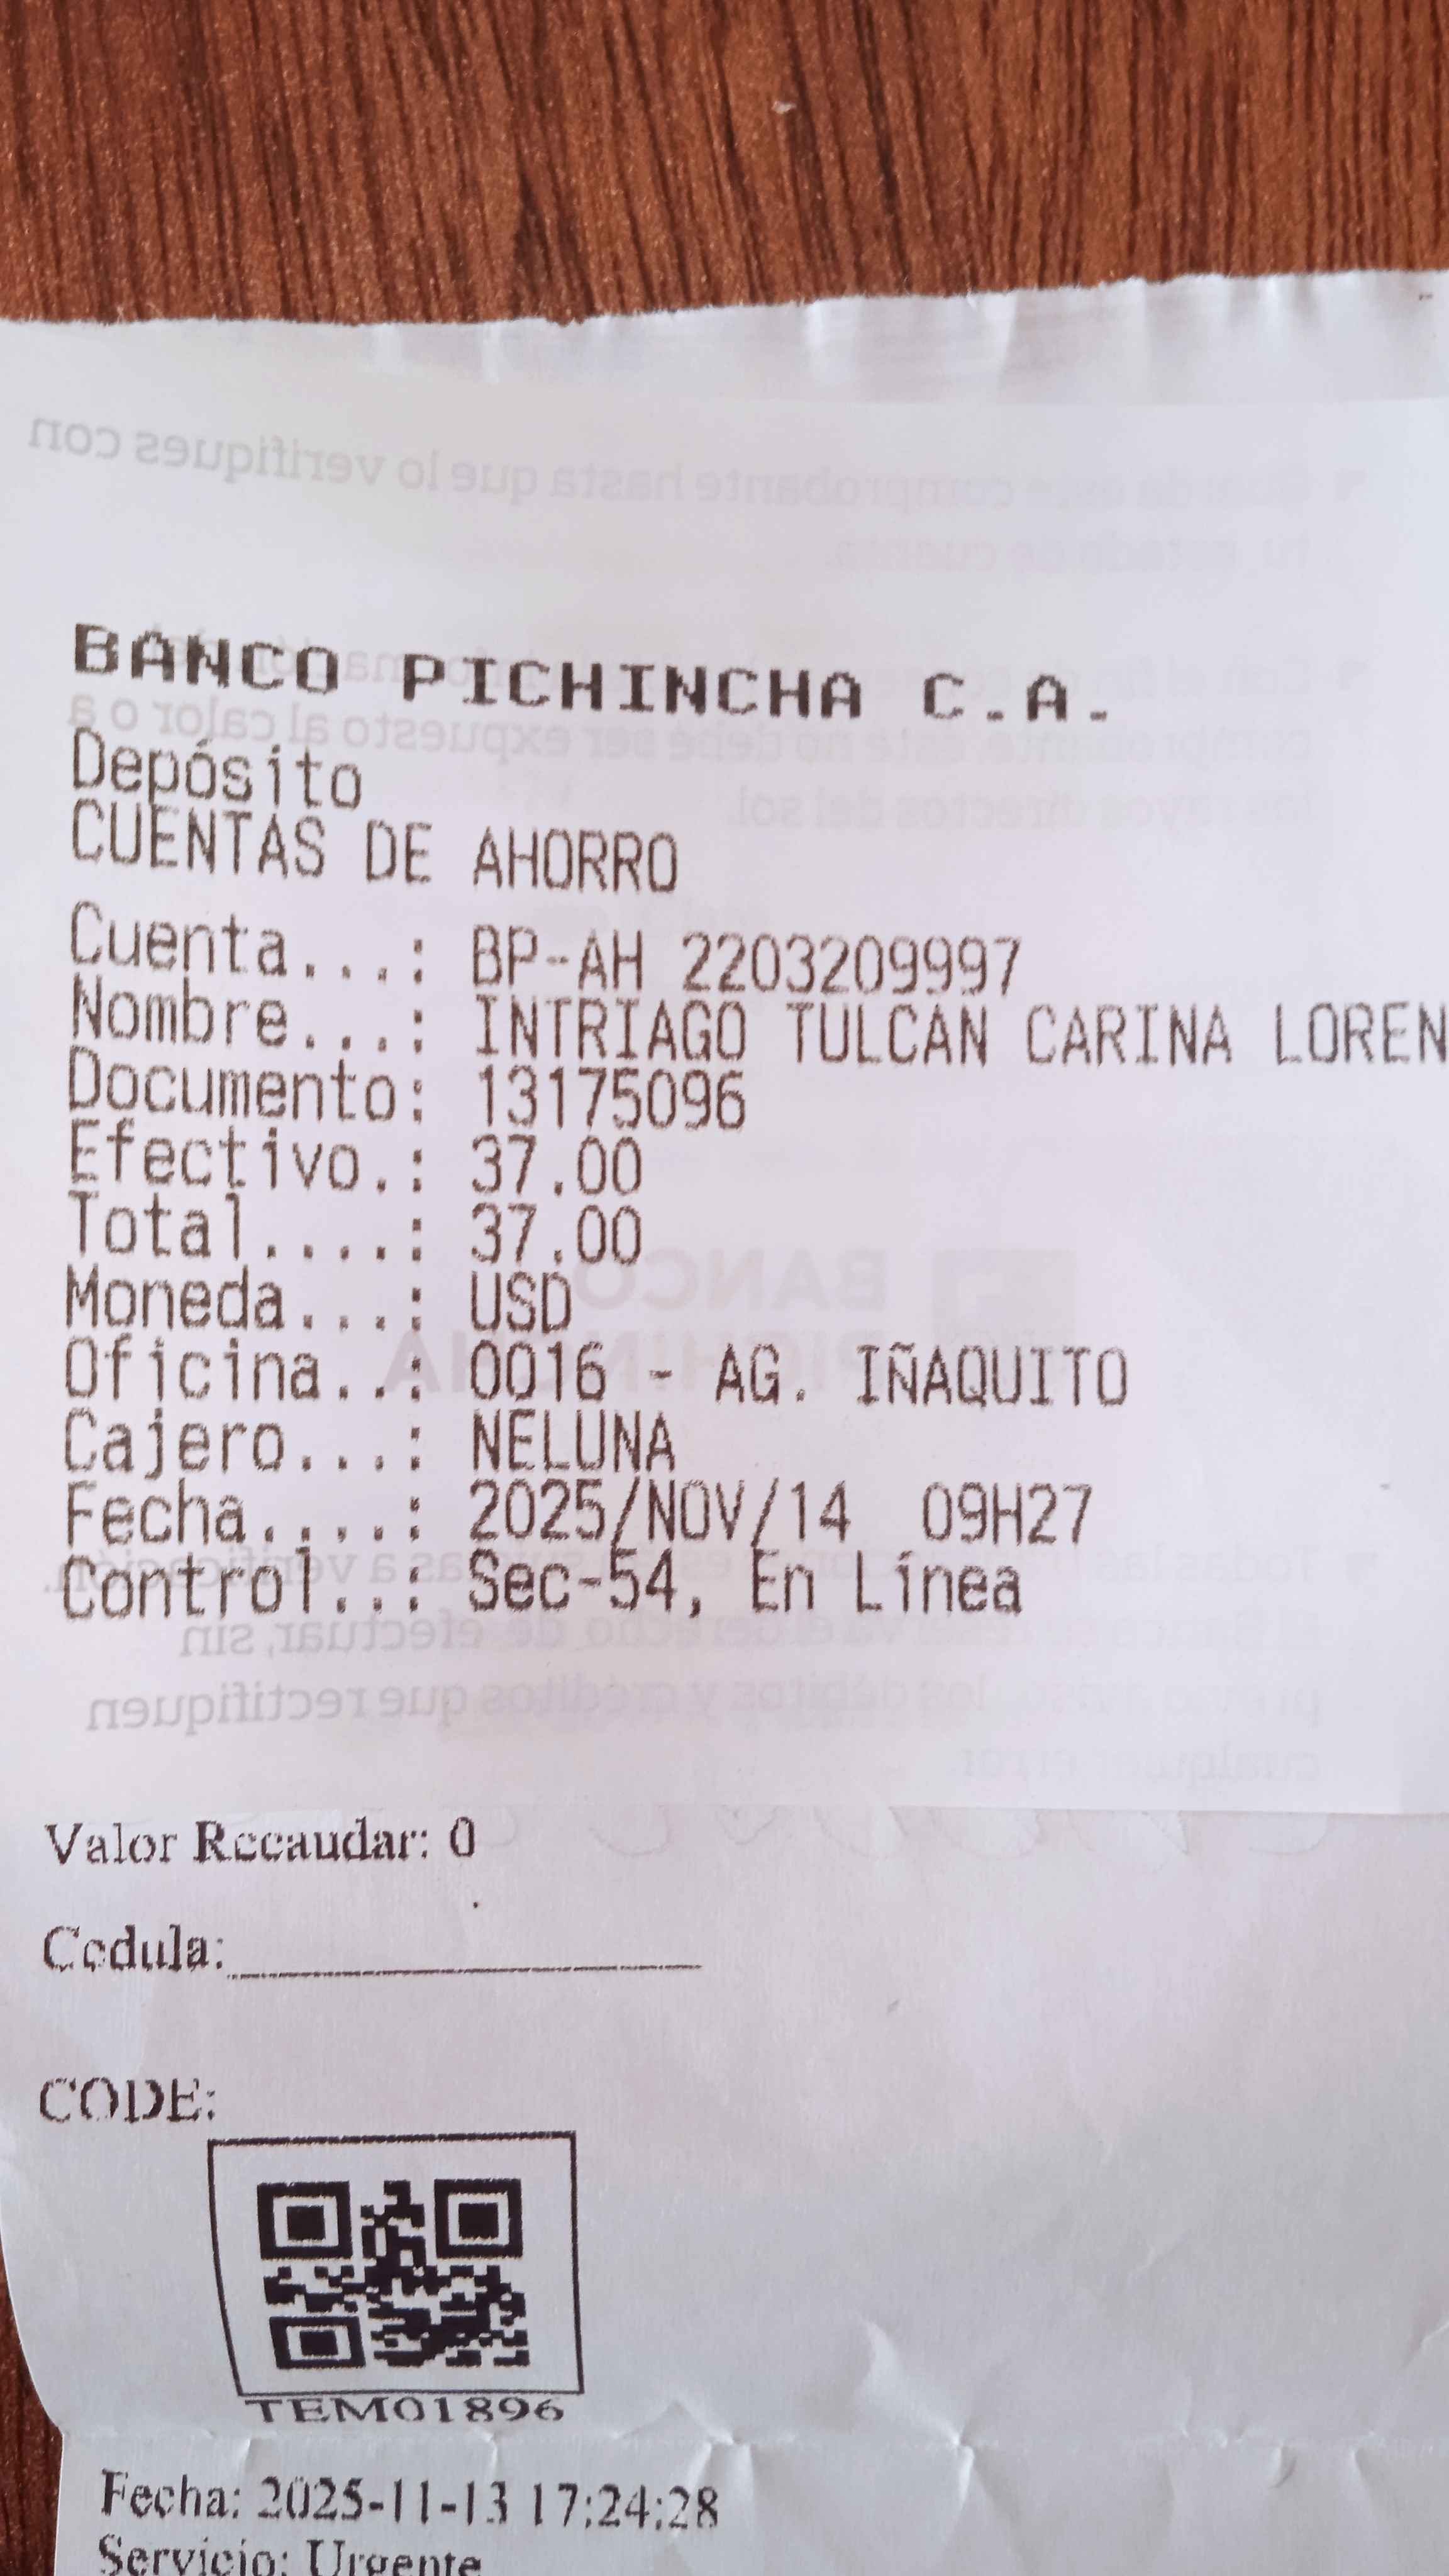 BANCO PICHINCHA C.A.
Depósito
CUENTAS DE AHORRO
Cuenta...: BP-AH 2203209997
Nombre...: INTRIAGO TULCAN CARINA LOREN
Documento: 13175096
Efectivo.: 37.00
Total....: 37.00
Moneda...: USD
Oficina..: 0016 - AG. IÑAQUITO
Cajero...: NELUNA
Fecha....: 2025/NOV/14 09H27
Control..: Sec-54, En Línea
Valor Recaudar: 0
Cedula:
CODE:
TEM01896
Fecha: 2025-11-13 17:24:28
Servicio: Urgente